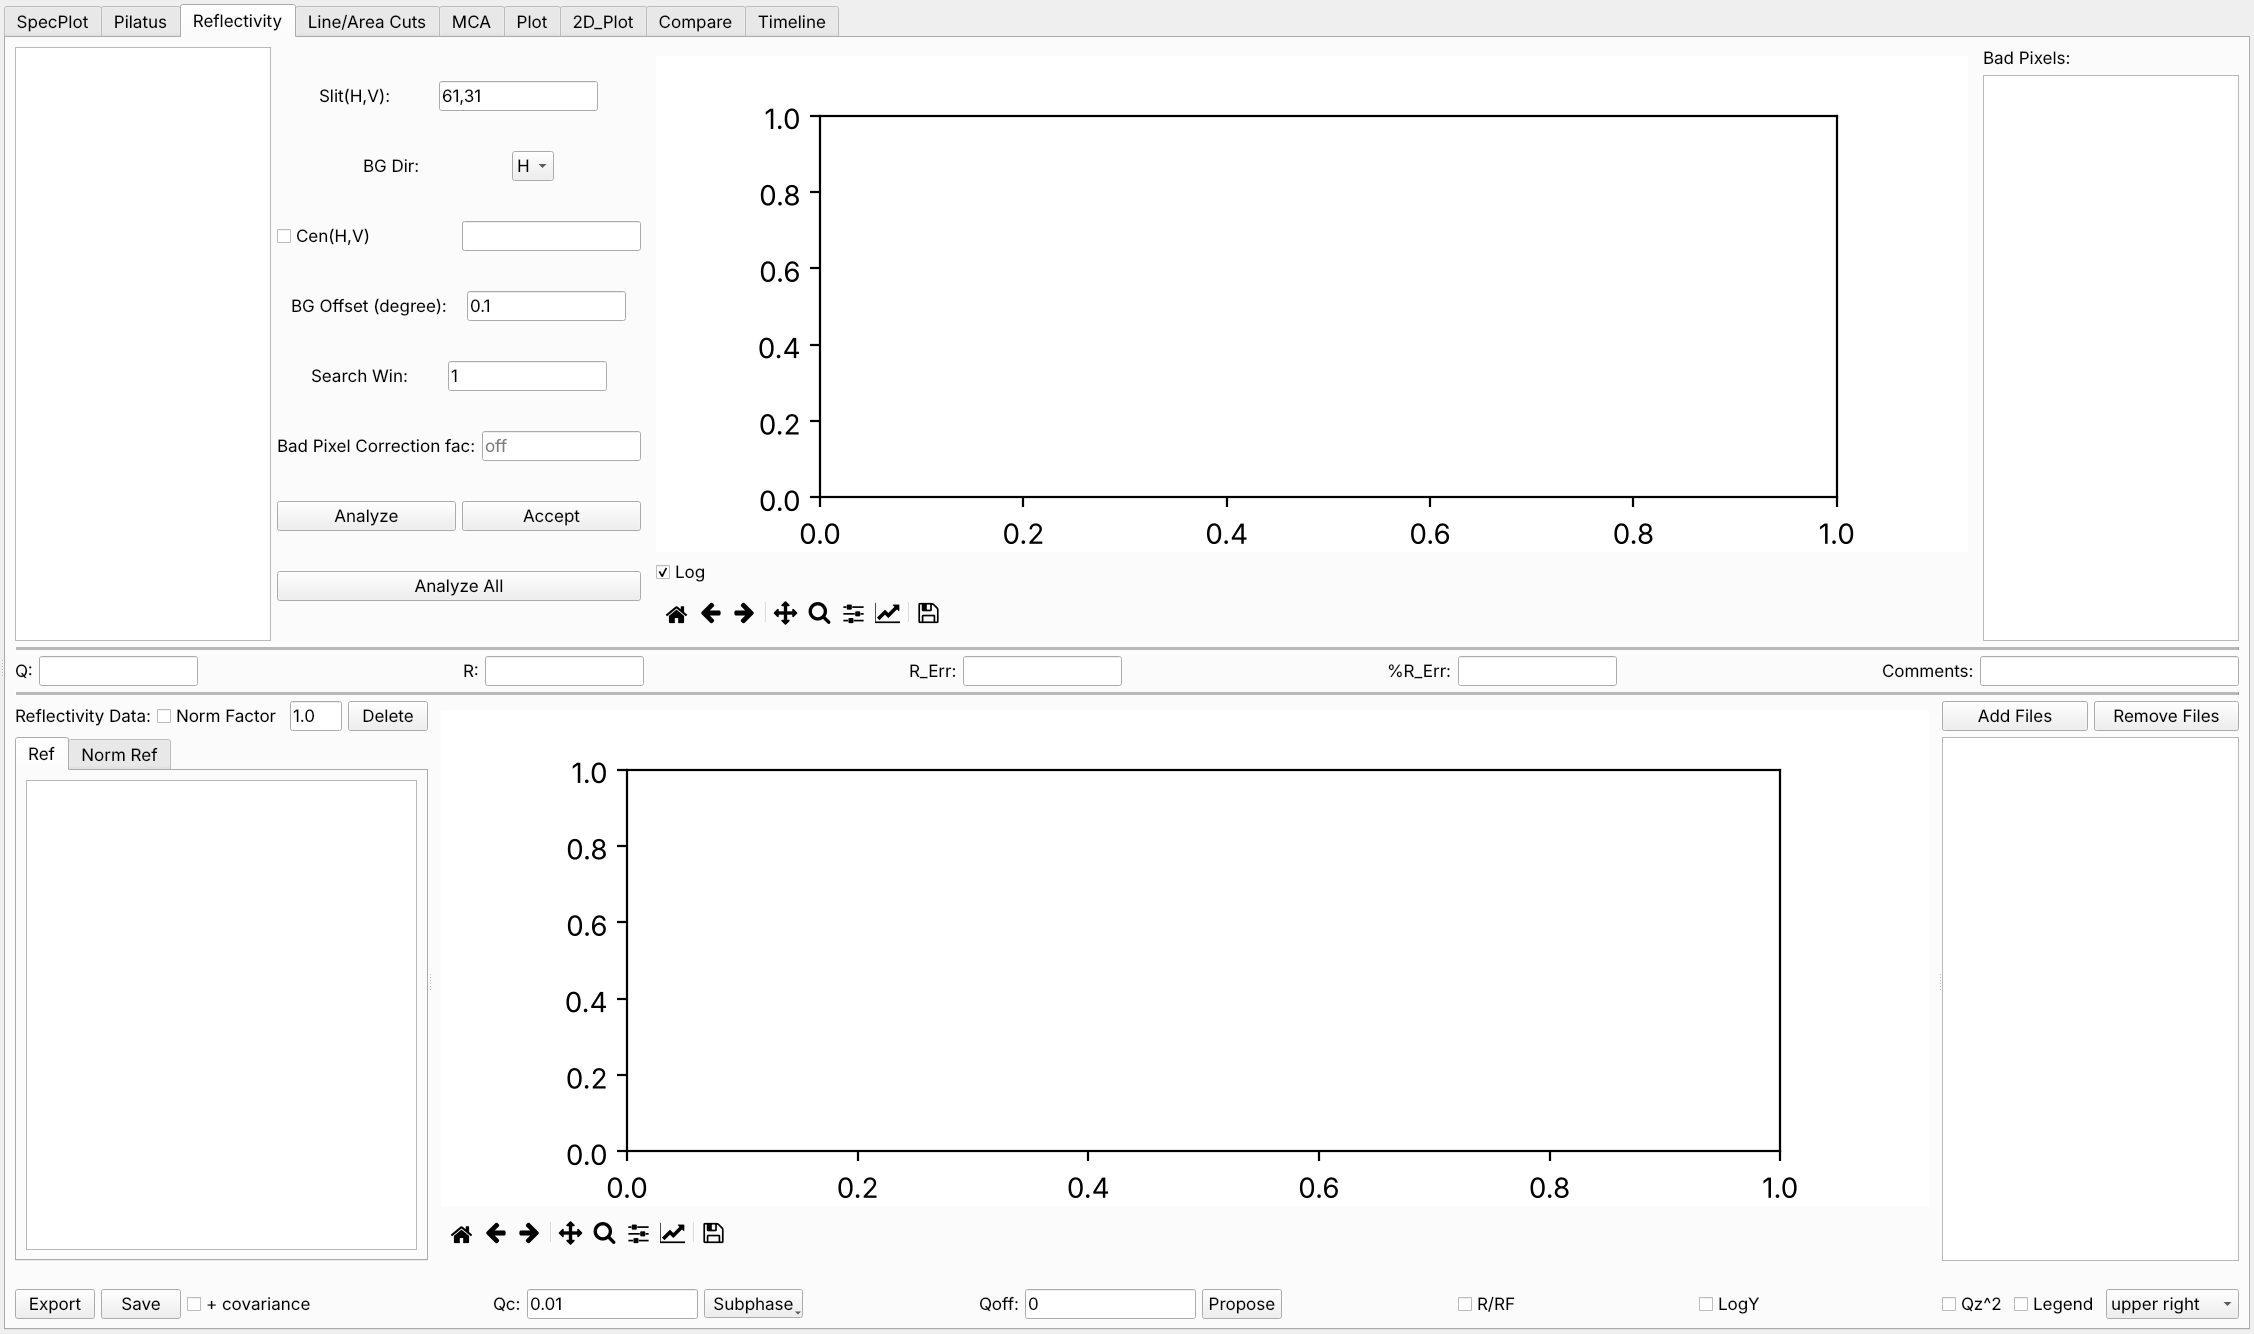 SpecPlot Pilatus Reflectivity Line/Area Cuts MCA Plot 2D_Plot Compare Timeline
Bad Pixels:
Slit(H,V): 61,31
BG Dir: H
Cen(H,V)
BG Offset (degree): 0.1
Search Win: 1
Bad Pixel Correction fac: off
Analyze Accept
Analyze All
1.0
0.8
0.6
0.4
0.2
0.0
0.0 0.2 0.4 0.6 0.8 1.0
Log
Q: R: R_Err: %R_Err: Comments:
Reflectivity Data: Norm Factor 1.0 Delete
Add Files Remove Files
Ref Norm Ref
1.0
0.8
0.6
0.4
0.2
0.0
0.0 0.2 0.4 0.6 0.8 1.0
Export Save + covariance Qc: 0.01 Subphase Qoff: 0 Propose R/RF LogY Qz^2 Legend upper right